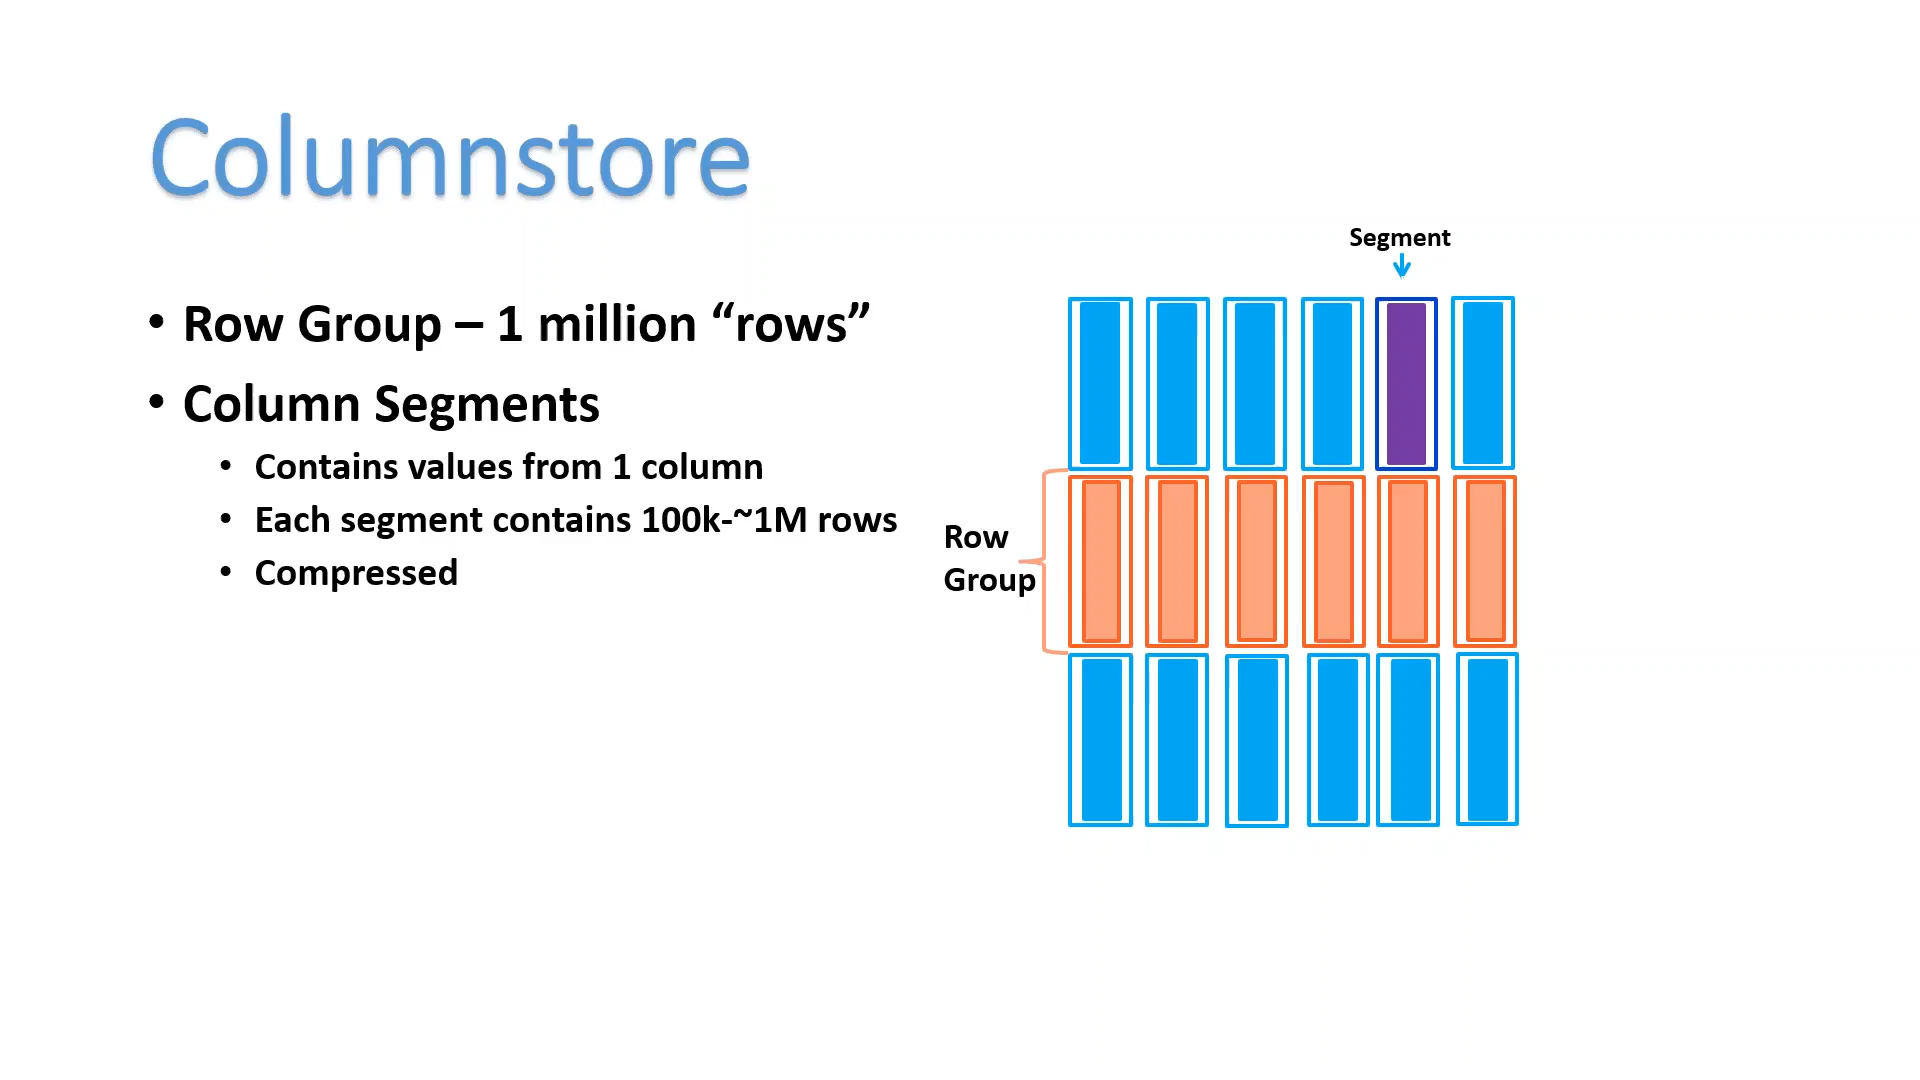 Columnstore
• Row Group – 1 million “rows”
• Column Segments
• Contains values from 1 column
• Each segment contains 100k-~1M rows
• Compressed
Segment
Row
Group